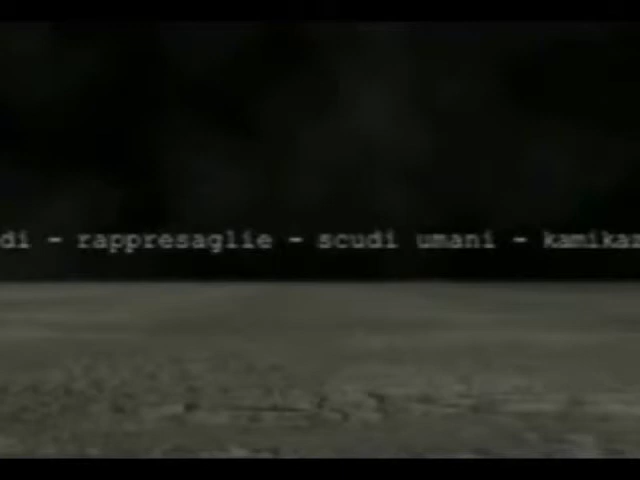 di - rappresaglie - scudi umani - kamikaz